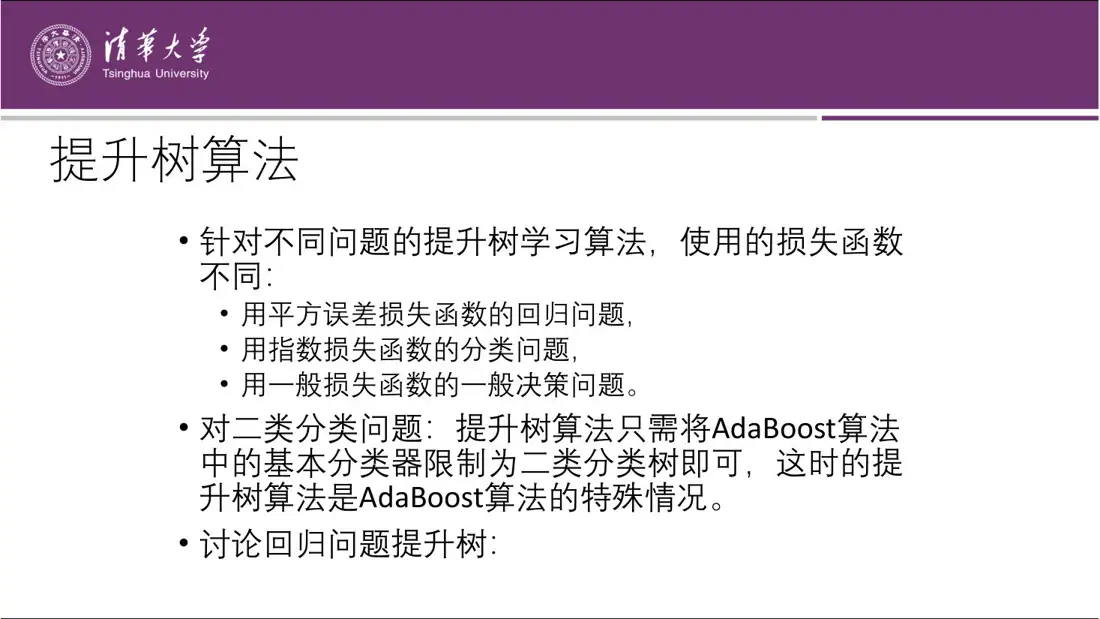 清华大学
Tsinghua University
提升树算法
• 针对不同问题的提升树学习算法，使用的损失函数
不同：
• 用平方误差损失函数的回归问题，
• 用指数损失函数的分类问题，
• 用一般损失函数的一般决策问题。
• 对二类分类问题：提升树算法只需将AdaBoost算法
中的基本分类器限制为二类分类树即可，这时的提
升树算法是AdaBoost算法的特殊情况。
• 讨论回归问题提升树：